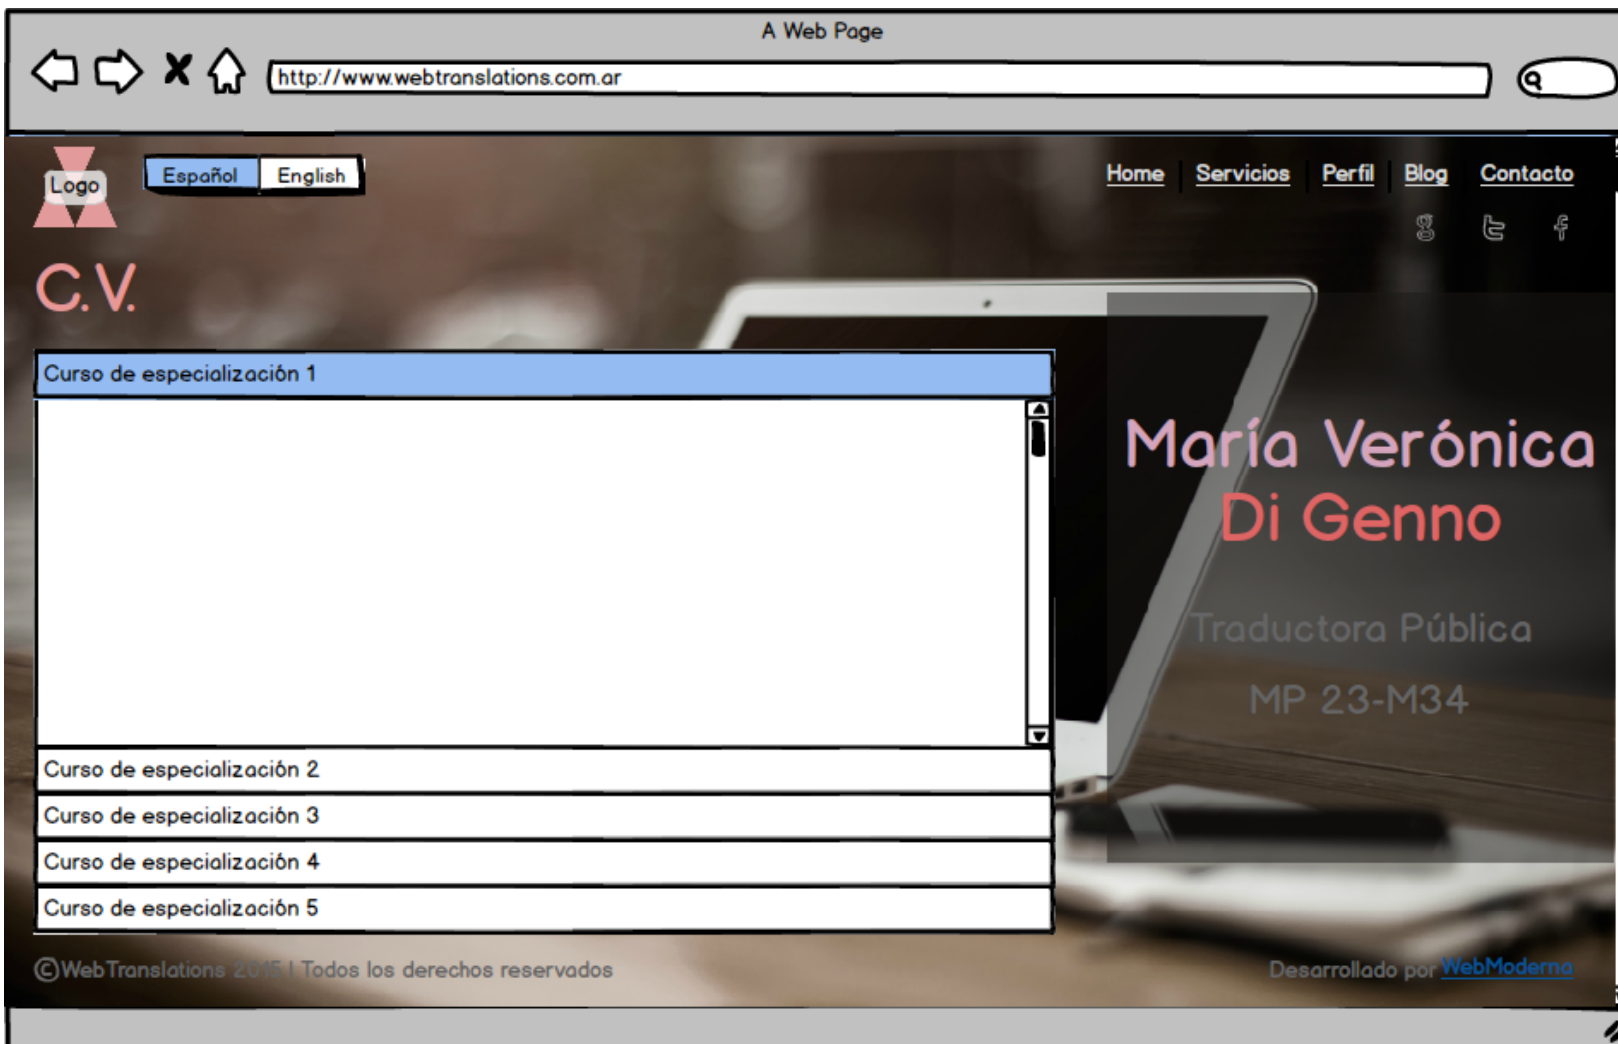 A Web Page
http://www.webtranslations.com.ar
Logo
Español English
Home Servicios Perfil Blog Contacto
g t f
C.V.
Curso de especialización 1
María Verónica
Di Genno
Traductora Pública
MP 23-M34
Curso de especialización 2
Curso de especialización 3
Curso de especialización 4
Curso de especialización 5
©WebTranslations 2015 | Todos los derechos reservados
Desarrollado por WebModerna